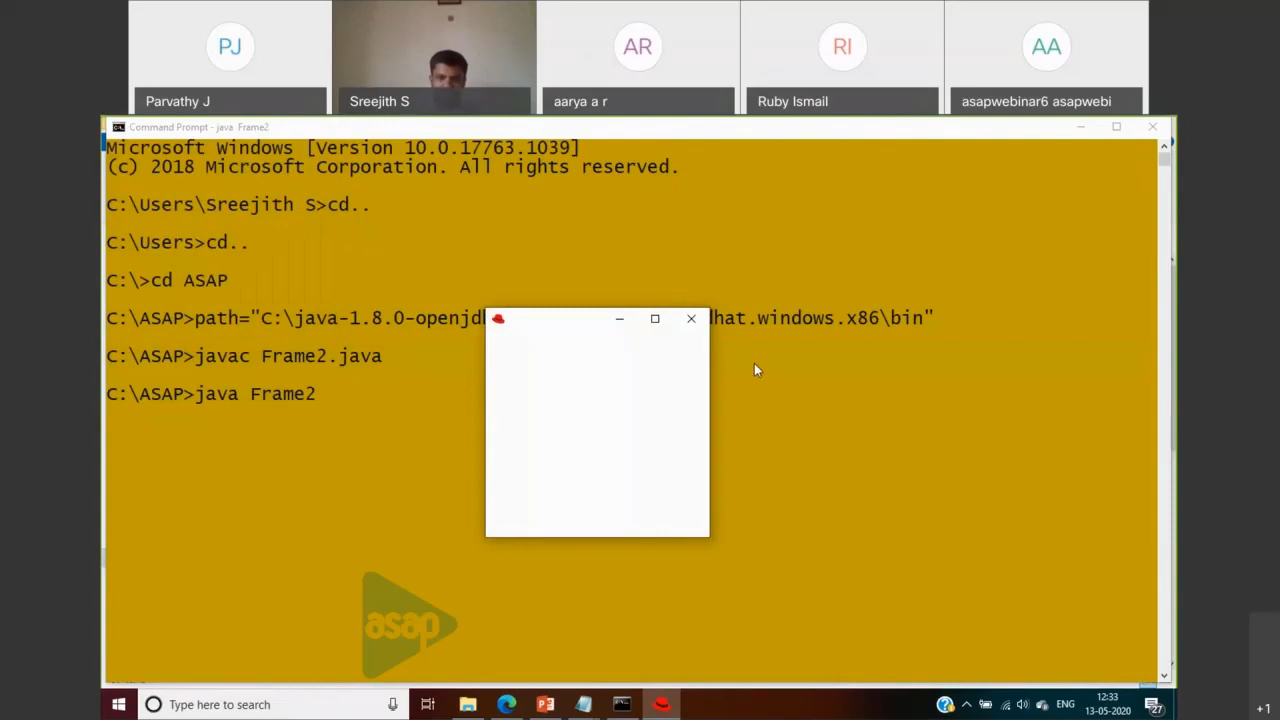 PJ
AR
RI
AA
Parvathy J
Sreejith S
aarya a r
Ruby Ismail
asapwebinar6 asapwebi
Command Prompt - java Frame2
Microsoft Windows [Version 10.0.17763.1039]
(c) 2018 Microsoft Corporation. All rights reserved.
C:\Users\Sreejith S>cd..
C:\Users>cd..
C:\>cd ASAP
C:\ASAP>path="C:\java-1.8.0-openjd
hat.windows.x86\bin"
C:\ASAP>javac Frame2.java
C:\ASAP>java Frame2
asap
Type here to search
ENG
12:33
13-05-2020
27
+1